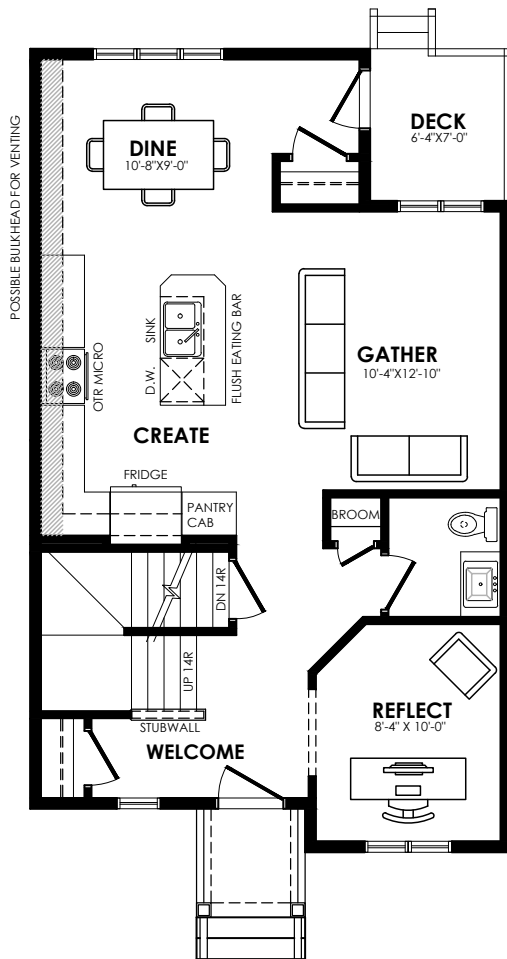 DECK
6'-4"X7'-0"
DINE
10'-8"X9'-0"
POSSIBLE BULKHEAD FOR VENTING
SINK
D.W.
FLUSH EATING BAR
OTR MICRO
GATHER
10'-4"X12'-10"
CREATE
FRIDGE
PANTRY
CAB
BROOM
DN 14R
UP 14R
STUBWALL
WELCOME
REFLECT
8'-4" X 10'-0"